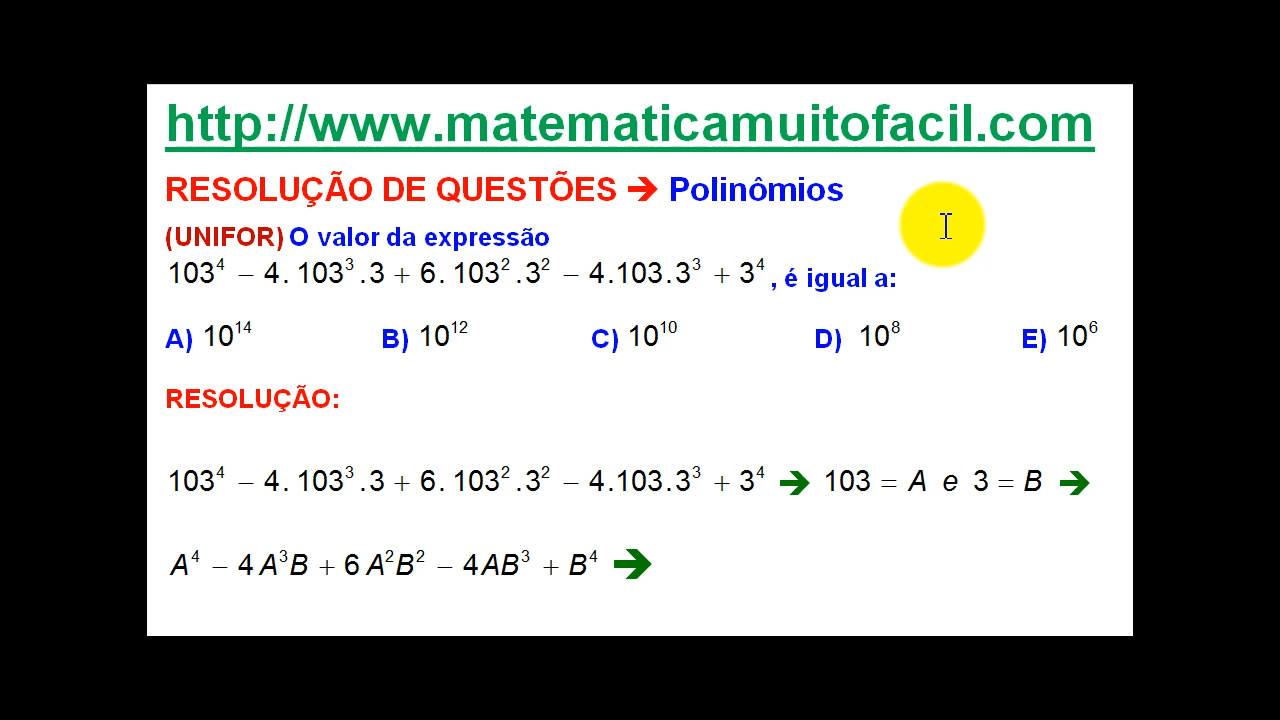 http://www.matematicamuitofacil.com
RESOLUÇÃO DE QUESTÕES ➔ Polinômios
(UNIFOR) O valor da expressão
103⁴ − 4.103³.3 + 6.103².3² − 4.103.3³ + 3⁴ , é igual a:
A) 10¹⁴ B) 10¹² C) 10¹⁰ D) 10⁸ E) 10⁶
RESOLUÇÃO:
103⁴ − 4.103³.3 + 6.103².3² − 4.103.3³ + 3⁴ ➔ 103 = A e 3 = B ➔
A⁴ − 4A³B + 6A²B² − 4AB³ + B⁴ ➔